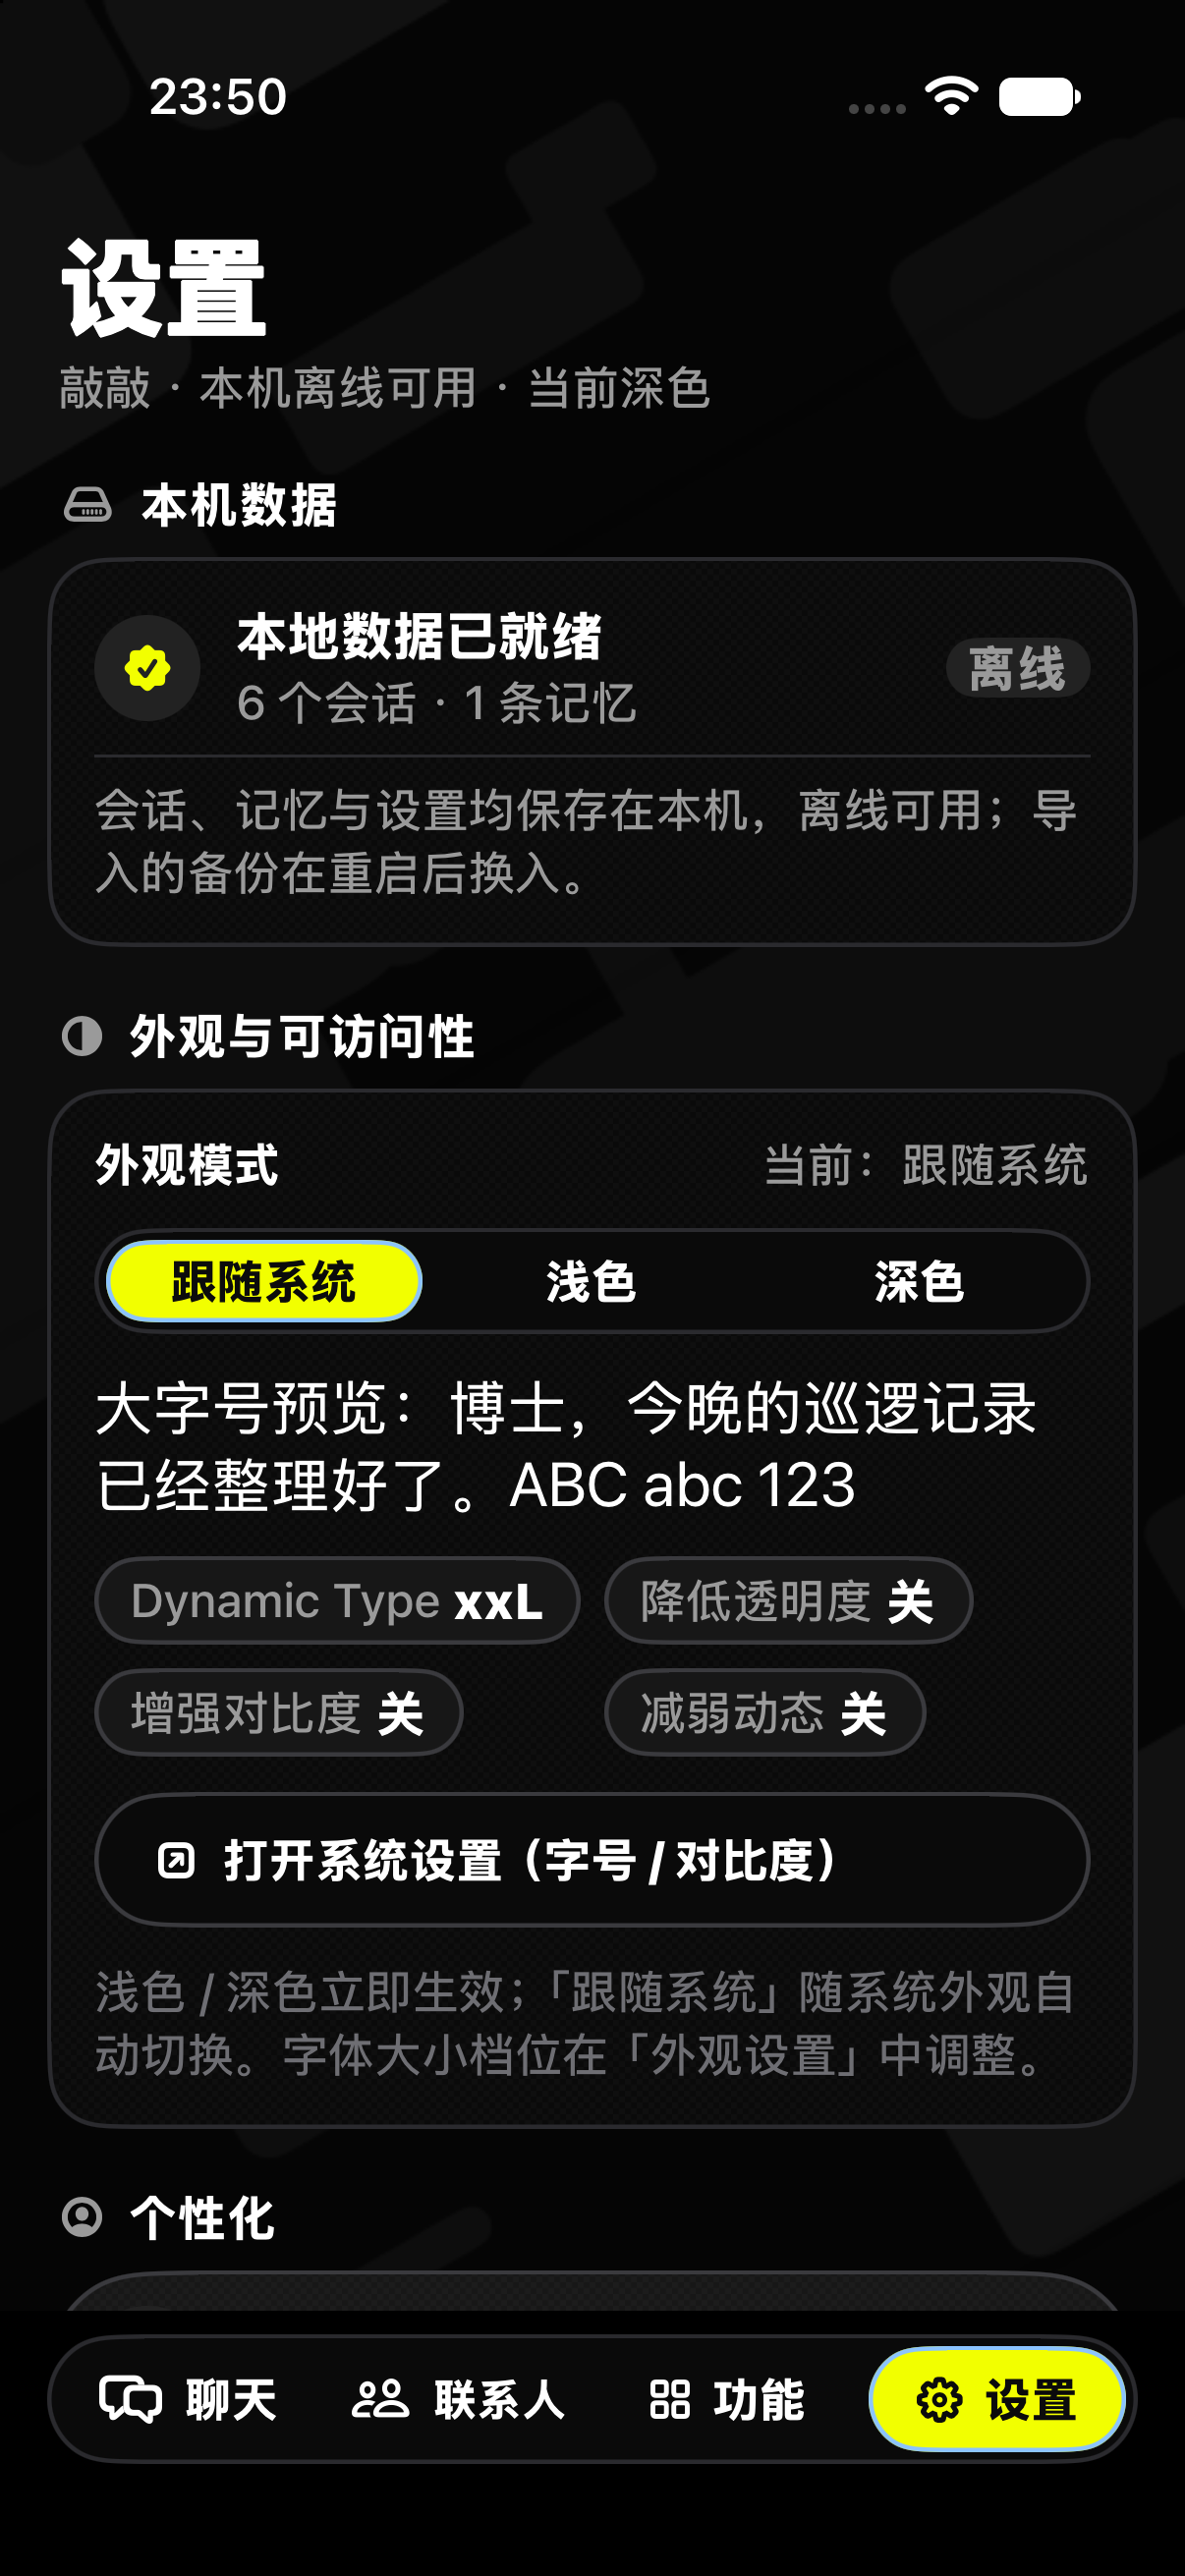 23:50
设置
敲敲 · 本机离线可用 · 当前深色
本机数据
本地数据已就绪
6 个会话 · 1 条记忆
离线
会话、记忆与设置均保存在本机，离线可用；导
入的备份在重启后换入。
外观与可访问性
外观模式
当前：跟随系统
跟随系统 浅色 深色
大字号预览：博士，今晚的巡逻记录
已经整理好了。ABC abc 123
Dynamic Type xxL 降低透明度 关
增强对比度 关 减弱动态 关
打开系统设置（字号 / 对比度）
浅色 / 深色立即生效；「跟随系统」随系统外观自
动切换。字体大小档位在「外观设置」中调整。
个性化
聊天 联系人 功能 设置